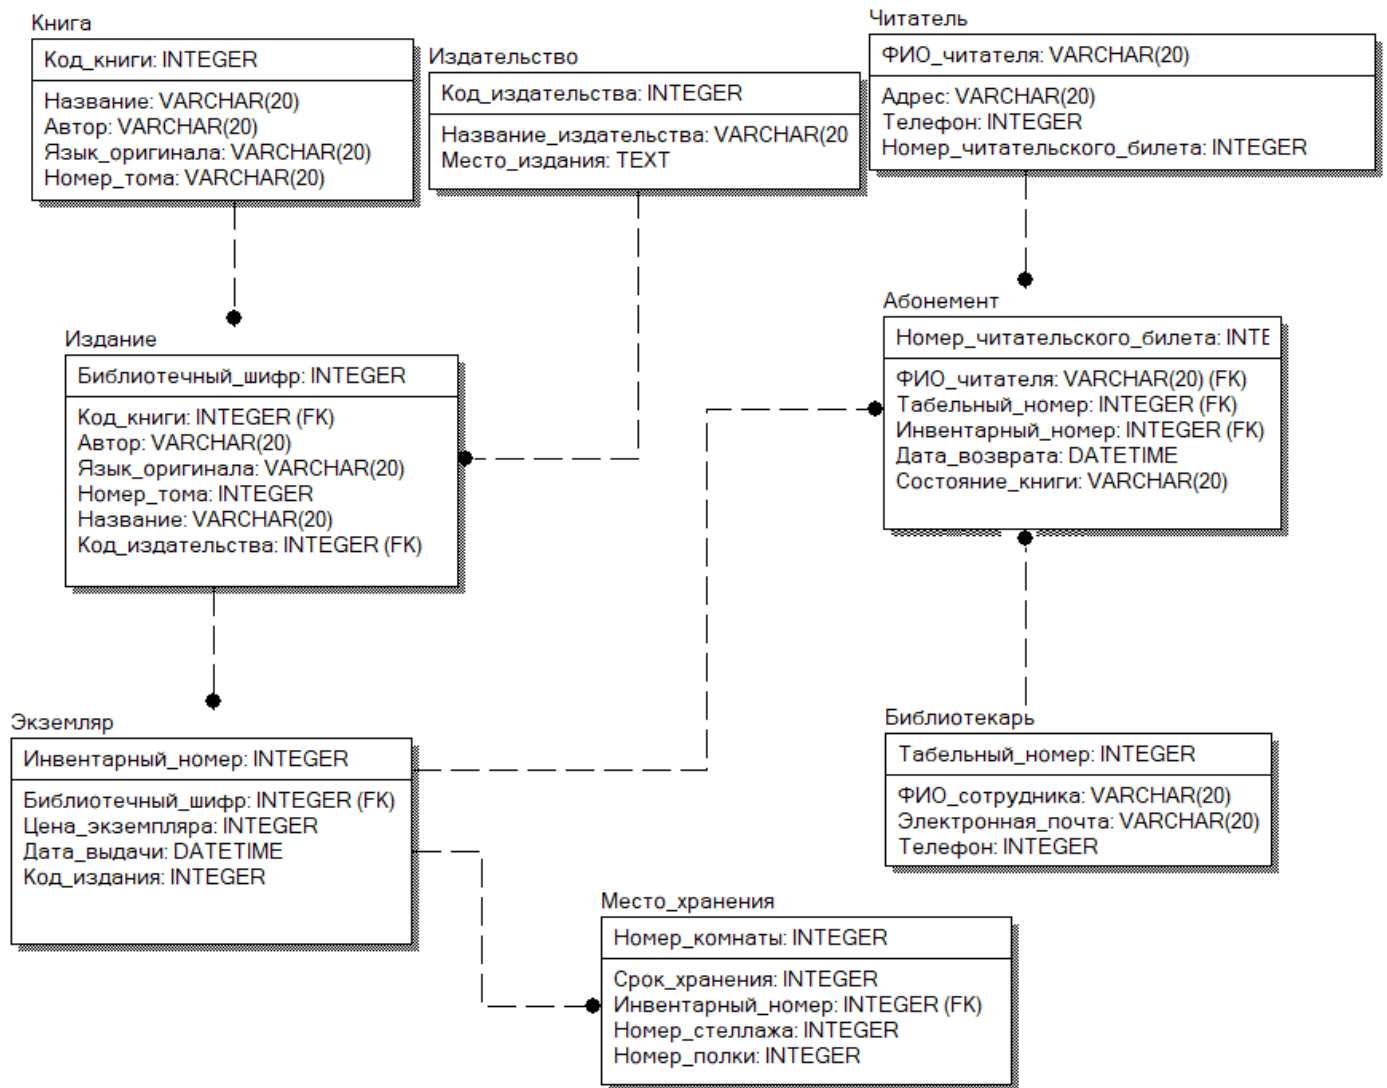 Книга
Код_книги: INTEGER
Название: VARCHAR(20)
Автор: VARCHAR(20)
Язык_оригинала: VARCHAR(20)
Номер_тома: VARCHAR(20)
Издательство
Код_издательства: INTEGER
Название_издательства: VARCHAR(20
Место_издания: TEXT
Читатель
ФИО_читателя: VARCHAR(20)
Адрес: VARCHAR(20)
Телефон: INTEGER
Номер_читательского_билета: INTEGER
Издание
Библиотечный_шифр: INTEGER
Код_книги: INTEGER (FK)
Автор: VARCHAR(20)
Язык_оригинала: VARCHAR(20)
Номер_тома: INTEGER
Название: VARCHAR(20)
Код_издательства: INTEGER (FK)
Абонемент
Номер_читательского_билета: INTE
ФИО_читателя: VARCHAR(20) (FK)
Табельный_номер: INTEGER (FK)
Инвентарный_номер: INTEGER (FK)
Дата_возврата: DATETIME
Состояние_книги: VARCHAR(20)
Экземляр
Инвентарный_номер: INTEGER
Библиотечный_шифр: INTEGER (FK)
Цена_экземпляра: INTEGER
Дата_выдачи: DATETIME
Код_издания: INTEGER
Библиотекарь
Табельный_номер: INTEGER
ФИО_сотрудника: VARCHAR(20)
Электронная_почта: VARCHAR(20)
Телефон: INTEGER
Место_хранения
Номер_комнаты: INTEGER
Срок_хранения: INTEGER
Инвентарный_номер: INTEGER (FK)
Номер_стеллажа: INTEGER
Номер_полки: INTEGER